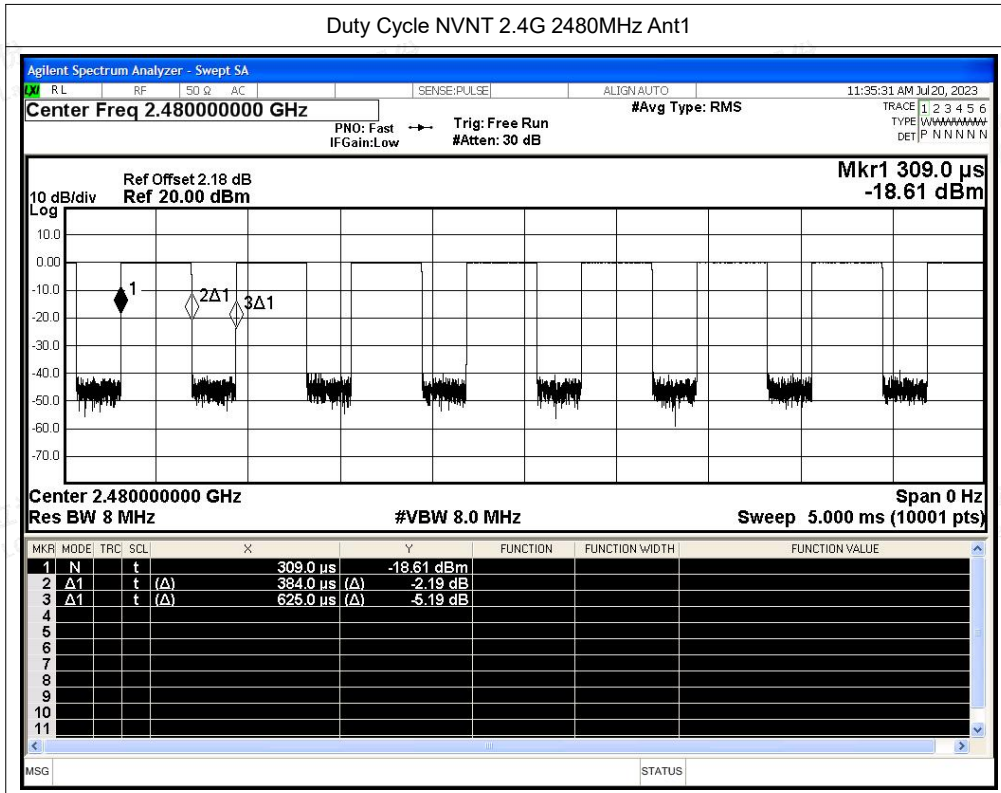 Duty Cycle NVNT 2.4G 2480MHz Ant1
Agilent Spectrum Analyzer - Swept SA
LXI RL RF 50 Ω AC SENSE:PULSE ALIGN AUTO 11:35:31 AM Jul 20, 2023
Center Freq 2.480000000 GHz #Avg Type: RMS TRACE 1 2 3 4 5 6
PNO: Fast Trig: Free Run TYPE
IFGain:Low #Atten: 30 dB DET P N N N N N
Mkr1 309.0 µs
Ref Offset 2.18 dB
10 dB/div Ref 20.00 dBm -18.61 dBm
Log
10.0
0.00
-10.0
1 2Δ1 3Δ1
-20.0
-30.0
-40.0
-50.0
-60.0
-70.0
Center 2.480000000 GHz Span 0 Hz
Res BW 8 MHz #VBW 8.0 MHz Sweep 5.000 ms (10001 pts)
MKR MODE TRC SCL X Y FUNCTION FUNCTION WIDTH FUNCTION VALUE
1 N t 309.0 µs -18.61 dBm
2 Δ1 t (Δ) 384.0 µs (Δ) -2.19 dB
3 Δ1 t (Δ) 625.0 µs (Δ) -5.19 dB
4
5
6
7
8
9
10
11
MSG STATUS